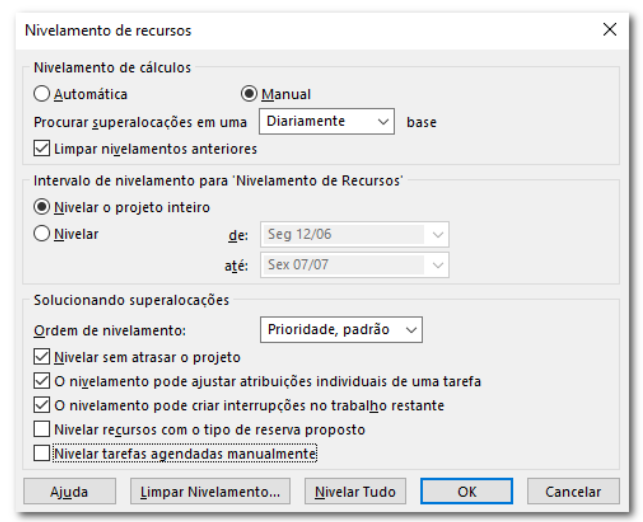 Nivelamento de recursos
Nivelamento de cálculos
Automática Manual
Procurar superalocações em uma Diariamente base
Limpar nivelamentos anteriores
Intervalo de nivelamento para 'Nivelamento de Recursos'
Nivelar o projeto inteiro
Nivelar de: Seg 12/06
até: Sex 07/07
Solucionando superalocações
Ordem de nivelamento: Prioridade, padrão
Nivelar sem atrasar o projeto
O nivelamento pode ajustar atribuições individuais de uma tarefa
O nivelamento pode criar interrupções no trabalho restante
Nivelar recursos com o tipo de reserva proposto
Nivelar tarefas agendadas manualmente
Ajuda Limpar Nivelamento... Nivelar Tudo OK Cancelar